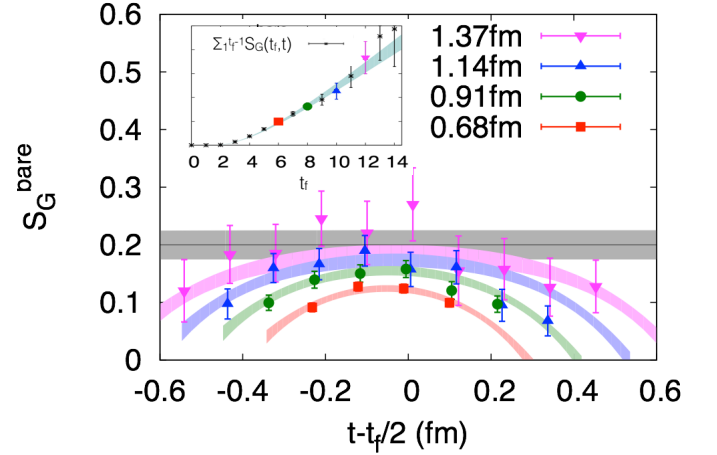 0.6
0.5
0.4
0.3
0.2
0.1
0
S_G^bare
-0.6 -0.4 -0.2 0 0.2 0.4 0.6
t-t_f/2 (fm)
1.37fm
1.14fm
0.91fm
0.68fm
Σ₁^{t_f-1}S_G(t_f,t)
0 2 4 6 8 10 12 14
t_f